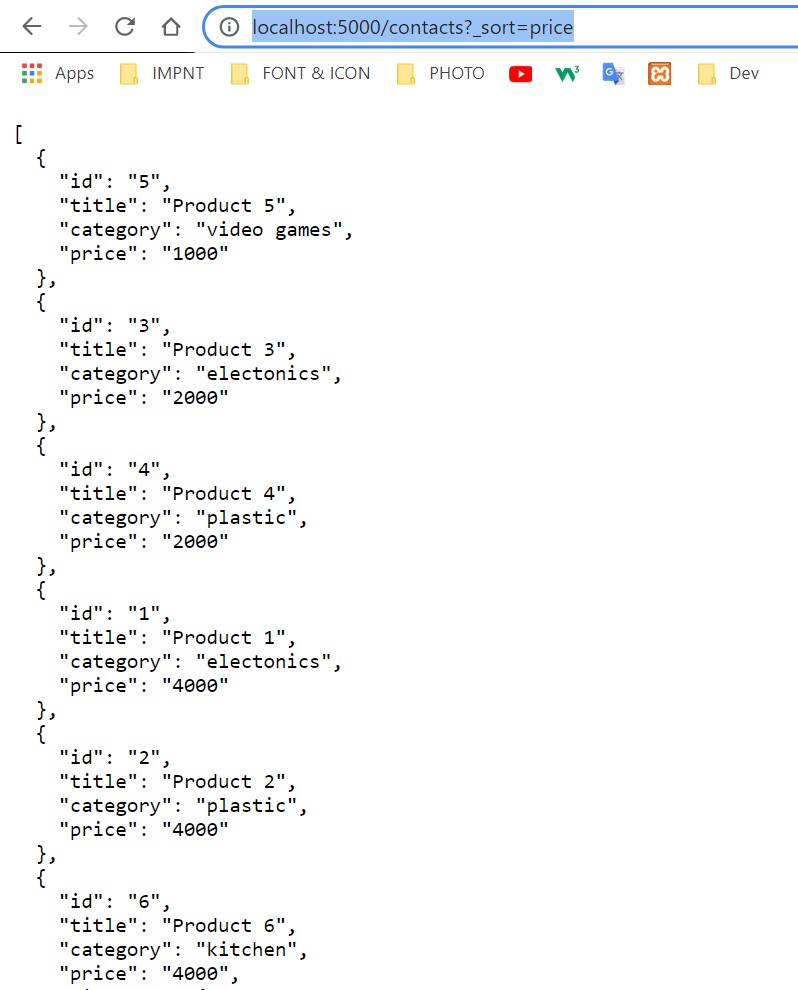 localhost:5000/contacts?_sort=price
Apps IMPNT FONT & ICON PHOTO Dev
[
{
"id": "5",
"title": "Product 5",
"category": "video games",
"price": "1000"
},
{
"id": "3",
"title": "Product 3",
"category": "electonics",
"price": "2000"
},
{
"id": "4",
"title": "Product 4",
"category": "plastic",
"price": "2000"
},
{
"id": "1",
"title": "Product 1",
"category": "electonics",
"price": "4000"
},
{
"id": "2",
"title": "Product 2",
"category": "plastic",
"price": "4000"
},
{
"id": "6",
"title": "Product 6",
"category": "kitchen",
"price": "4000",